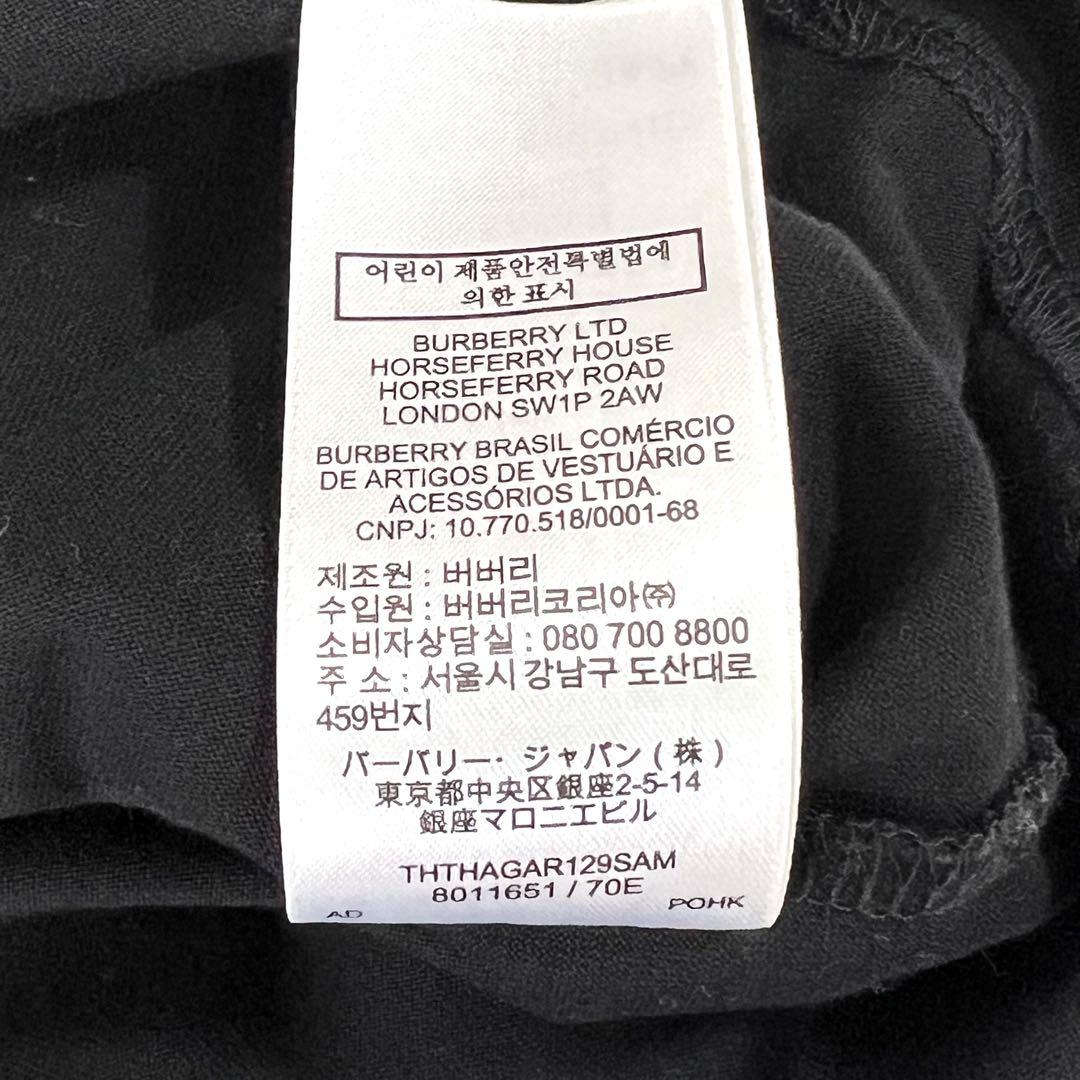 어린이 제품안전특별법에
의한 표시
BURBERRY LTD
HORSEFERRY HOUSE
HORSEFERRY ROAD
LONDON SW1P 2AW
BURBERRY BRASIL COMÉRCIO
DE ARTIGOS DE VESTUÁRIO E
ACESSÓRIOS LTDA.
CNPJ: 10.770.518/0001-68
제조원 : 버버리
수입원 : 버버리코리아㈜
소비자상담실 : 080 700 8800
주 소 : 서울시 강남구 도산대로
459번지
バーバリー・ジャパン ( 株 )
東京都中央区銀座2-5-14
銀座マロニエビル
THTHAGAR129SAM
8011651 / 70E
AD
POHK